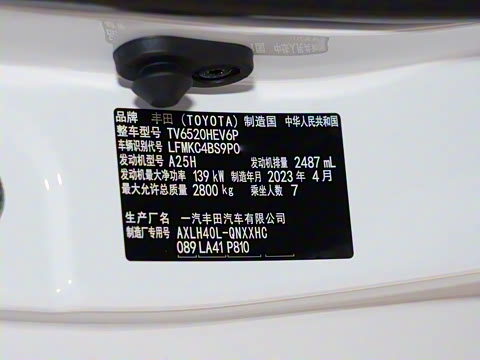 品牌 丰田 (TOYOTA) 制造国 中华人民共和国
整车型号 TV6520HEV6P
车辆识别代号 LFMKC4BS9P0
发动机型号 A25H 发动机排量 2487 mL
发动机最大净功率 139 kW 制造年月 2023 年 4 月
最大允许总质量 2800 kg 乘坐人数 7
生产厂名 一汽丰田汽车有限公司
制造厂专用号 AXLH40L-QNXXHC
089 LA41 P810